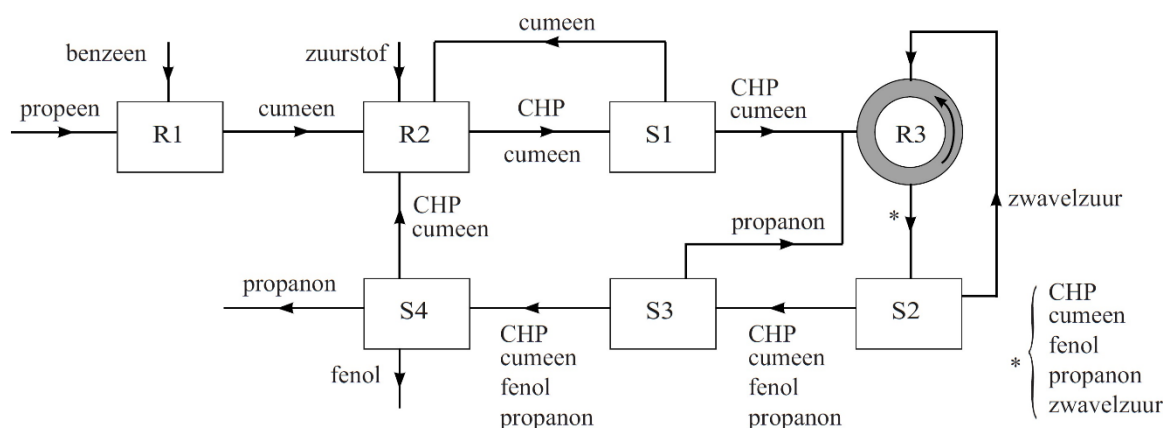 cumeen
benzeen
zuurstof
CHP
cumeen
propeen
R1
cumeen
R2
CHP
cumeen
S1
R3
zwavelzuur
CHP
cumeen
propanon
*
propanon
S4
S3
S2
fenol
CHP
cumeen
fenol
propanon
CHP
cumeen
fenol
propanon
*
CHP
cumeen
fenol
propanon
zwavelzuur